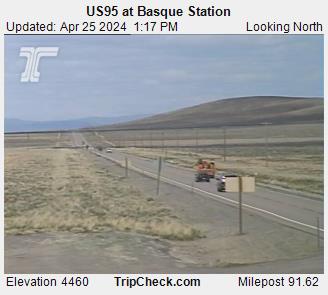 US95 at Basque Station
Updated: Apr 25 2024 1:17 PM Looking North
Elevation 4460 TripCheck.com Milepost 91.62